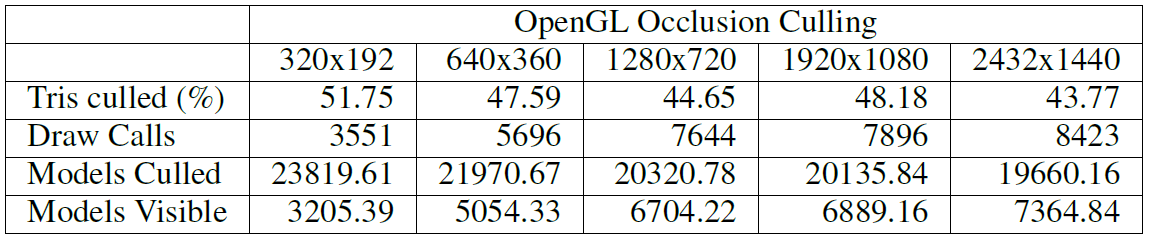 OpenGL Occlusion Culling
320x192 640x360 1280x720 1920x1080 2432x1440
Tris culled (%) 51.75 47.59 44.65 48.18 43.77
Draw Calls 3551 5696 7644 7896 8423
Models Culled 23819.61 21970.67 20320.78 20135.84 19660.16
Models Visible 3205.39 5054.33 6704.22 6889.16 7364.84